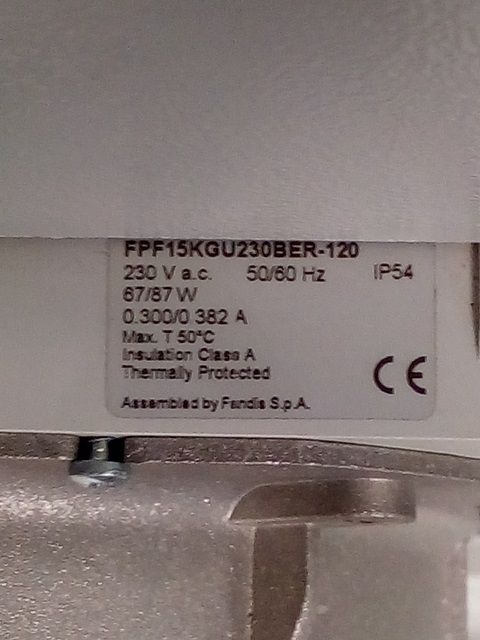 FPF15KGU230BER-120
230 V a.c. 50/60 Hz IP54
67/87 W
0.300/0.382 A
Max. T 50°C
Insulation Class A
Thermally Protected
CE
Assembled by Fandis S.p.A.